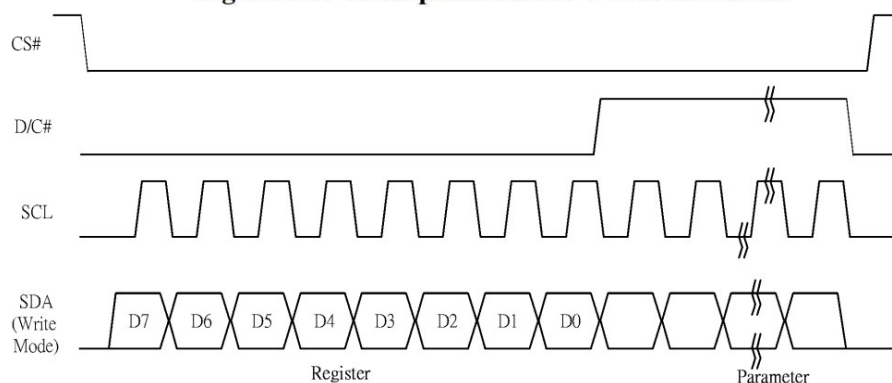 CS#
D/C#
SCL
SDA
(Write
Mode)
D7 D6 D5 D4 D3 D2 D1 D0
Register Parameter